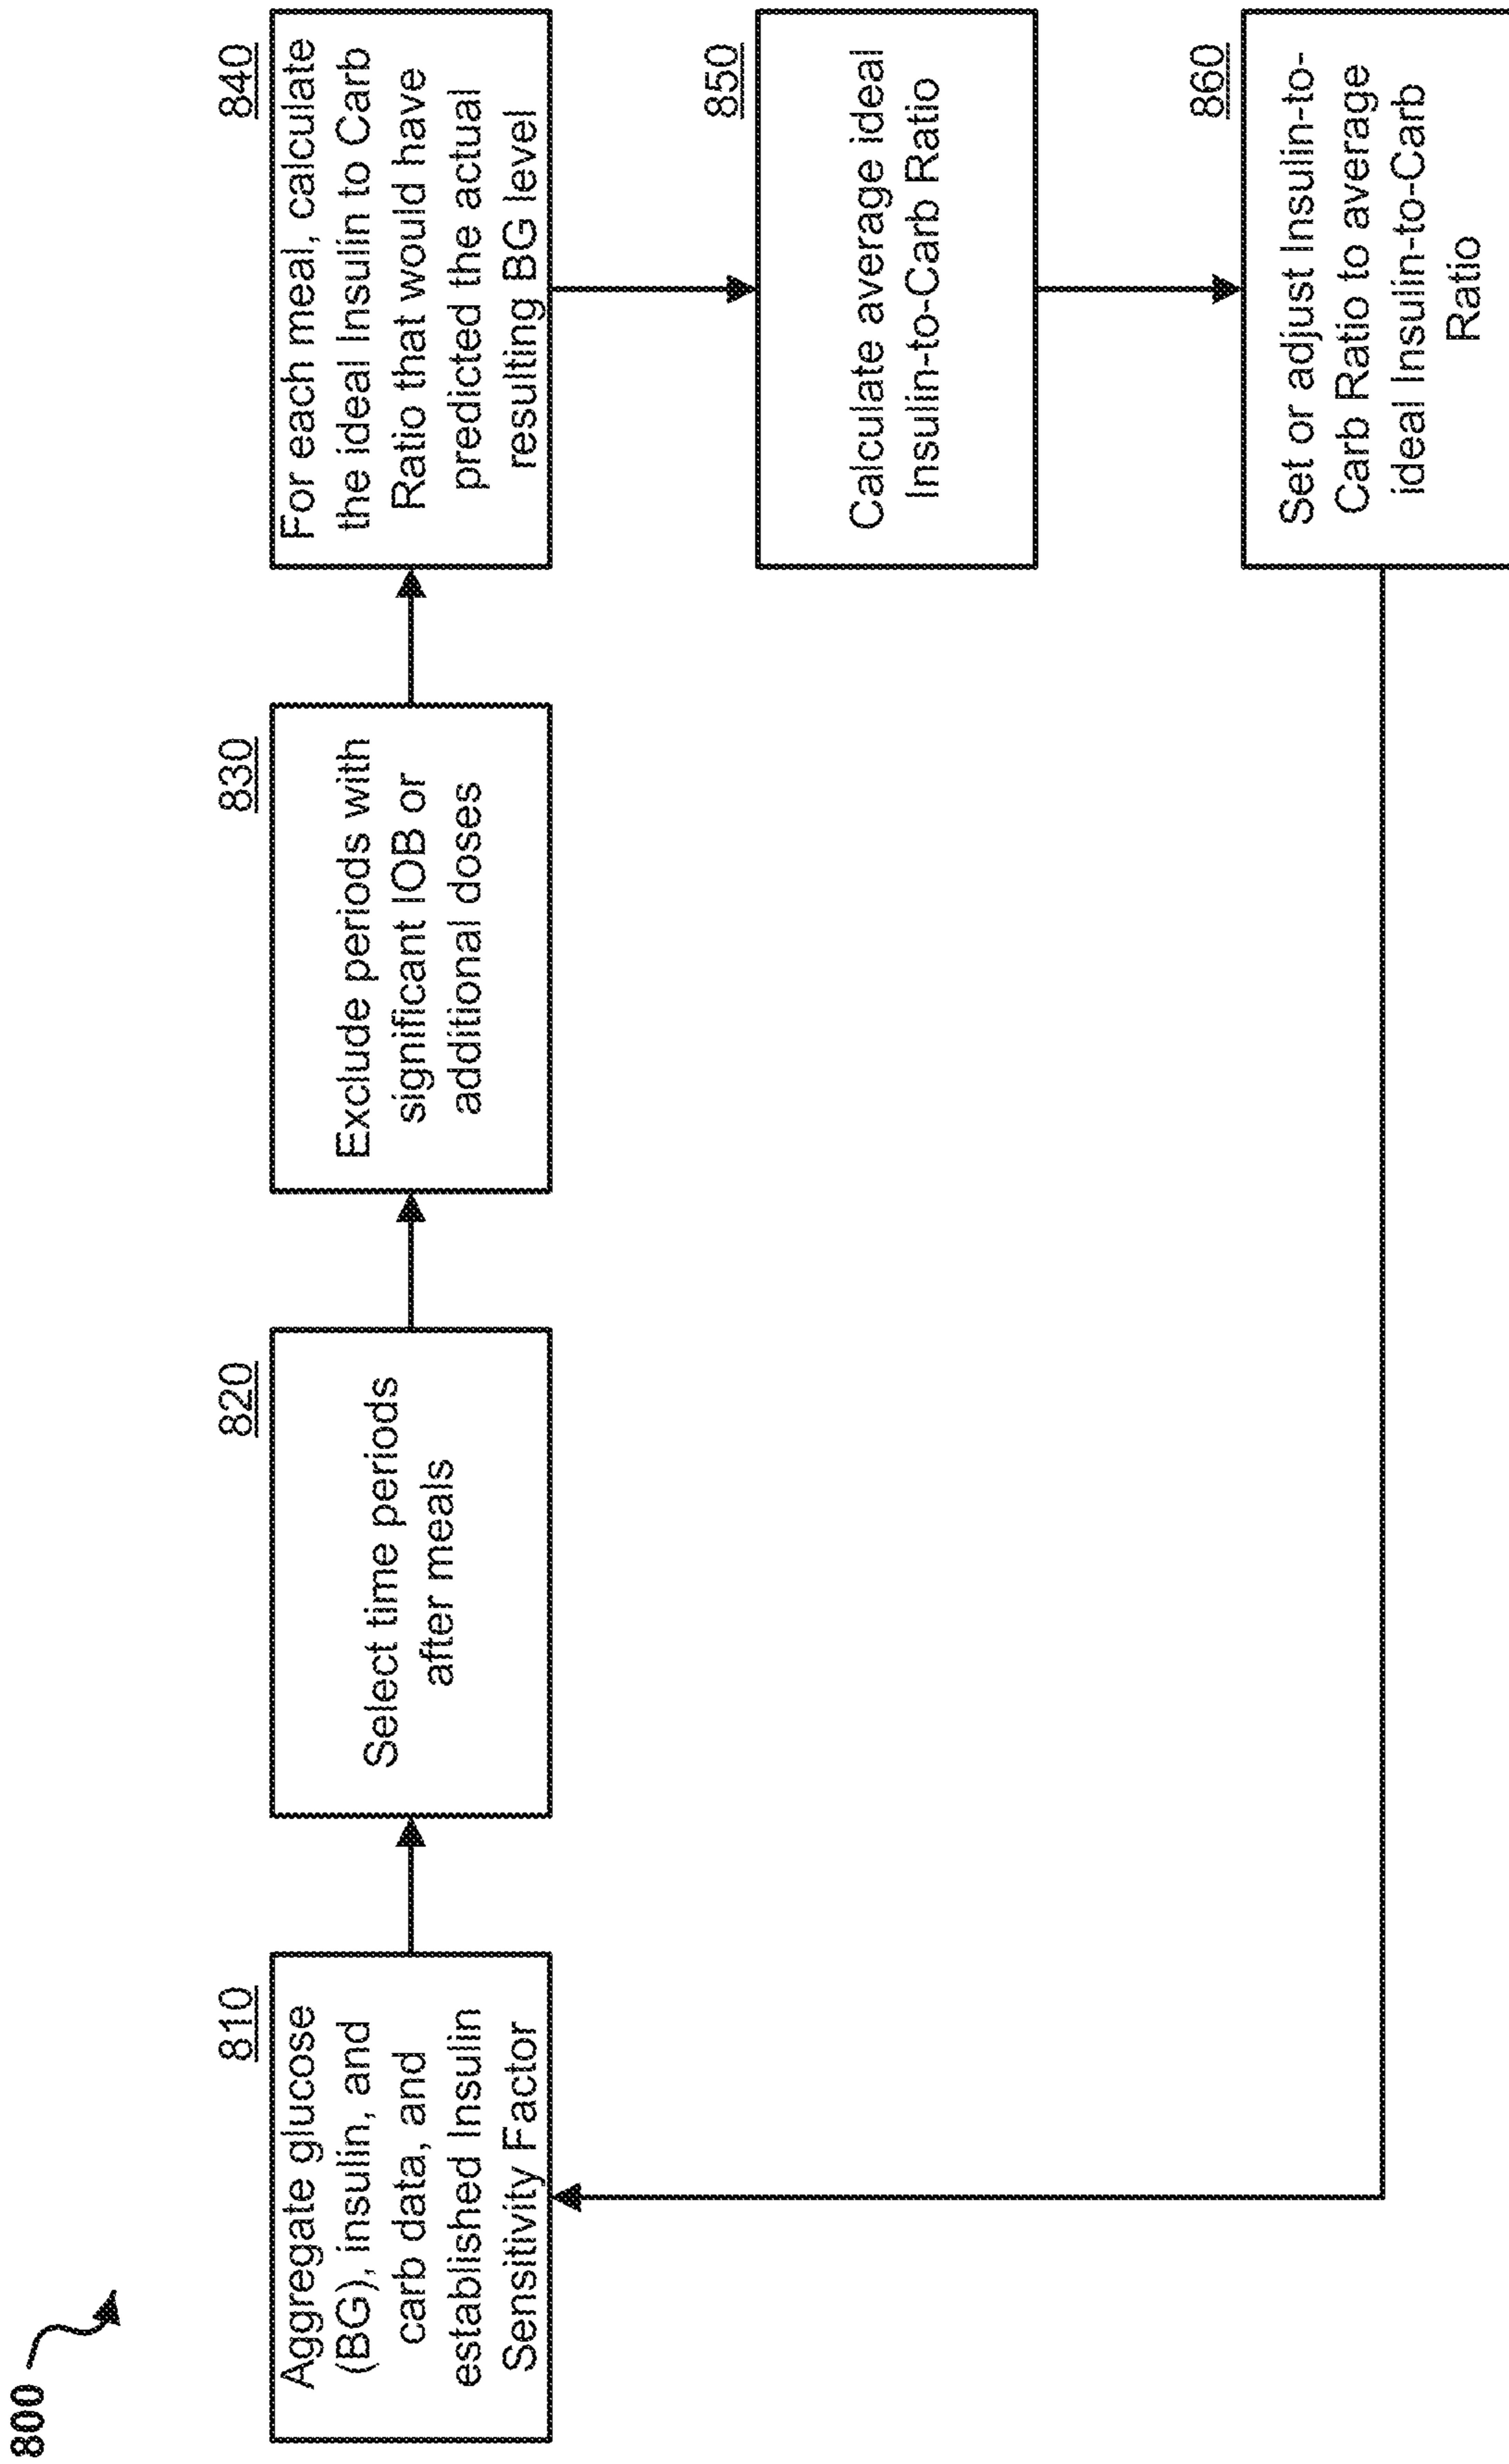 800
810
Aggregate glucose
(BG), insulin, and
carb data, and
established Insulin
Sensitivity Factor
820
Select time periods
after meals
830
Exclude periods with
significant IOB or
additional doses
840
For each meal, calculate
the ideal Insulin to Carb
Ratio that would have
predicted the actual
resulting BG level
850
Calculate average ideal
Insulin-to-Carb Ratio
860
Set or adjust Insulin-to-
Carb Ratio to average
ideal Insulin-to-Carb
Ratio